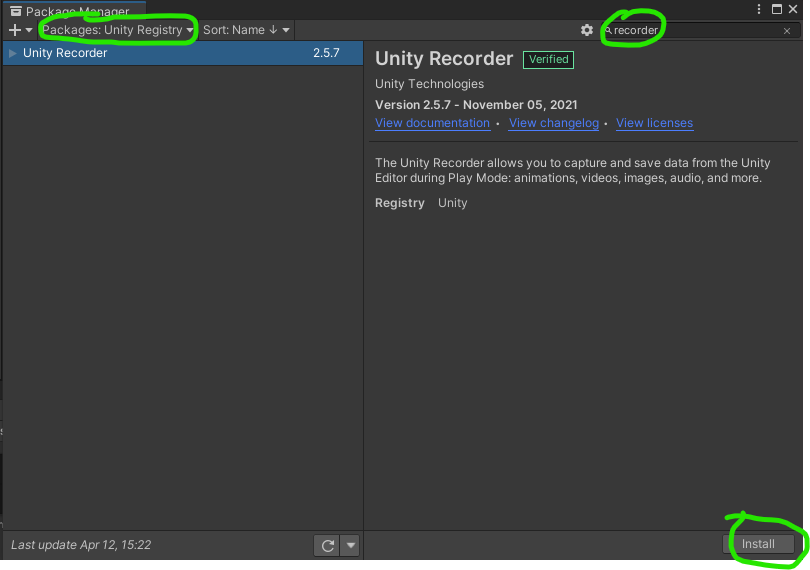 Package Manager
Packages: Unity Registry Sort: Name recorder
Unity Recorder 2.5.7
Unity Recorder Verified
Unity Technologies
Version 2.5.7 - November 05, 2021
View documentation • View changelog • View licenses
The Unity Recorder allows you to capture and save data from the Unity
Editor during Play Mode: animations, videos, images, audio, and more.
Registry Unity
Last update Apr 12, 15:22
Install